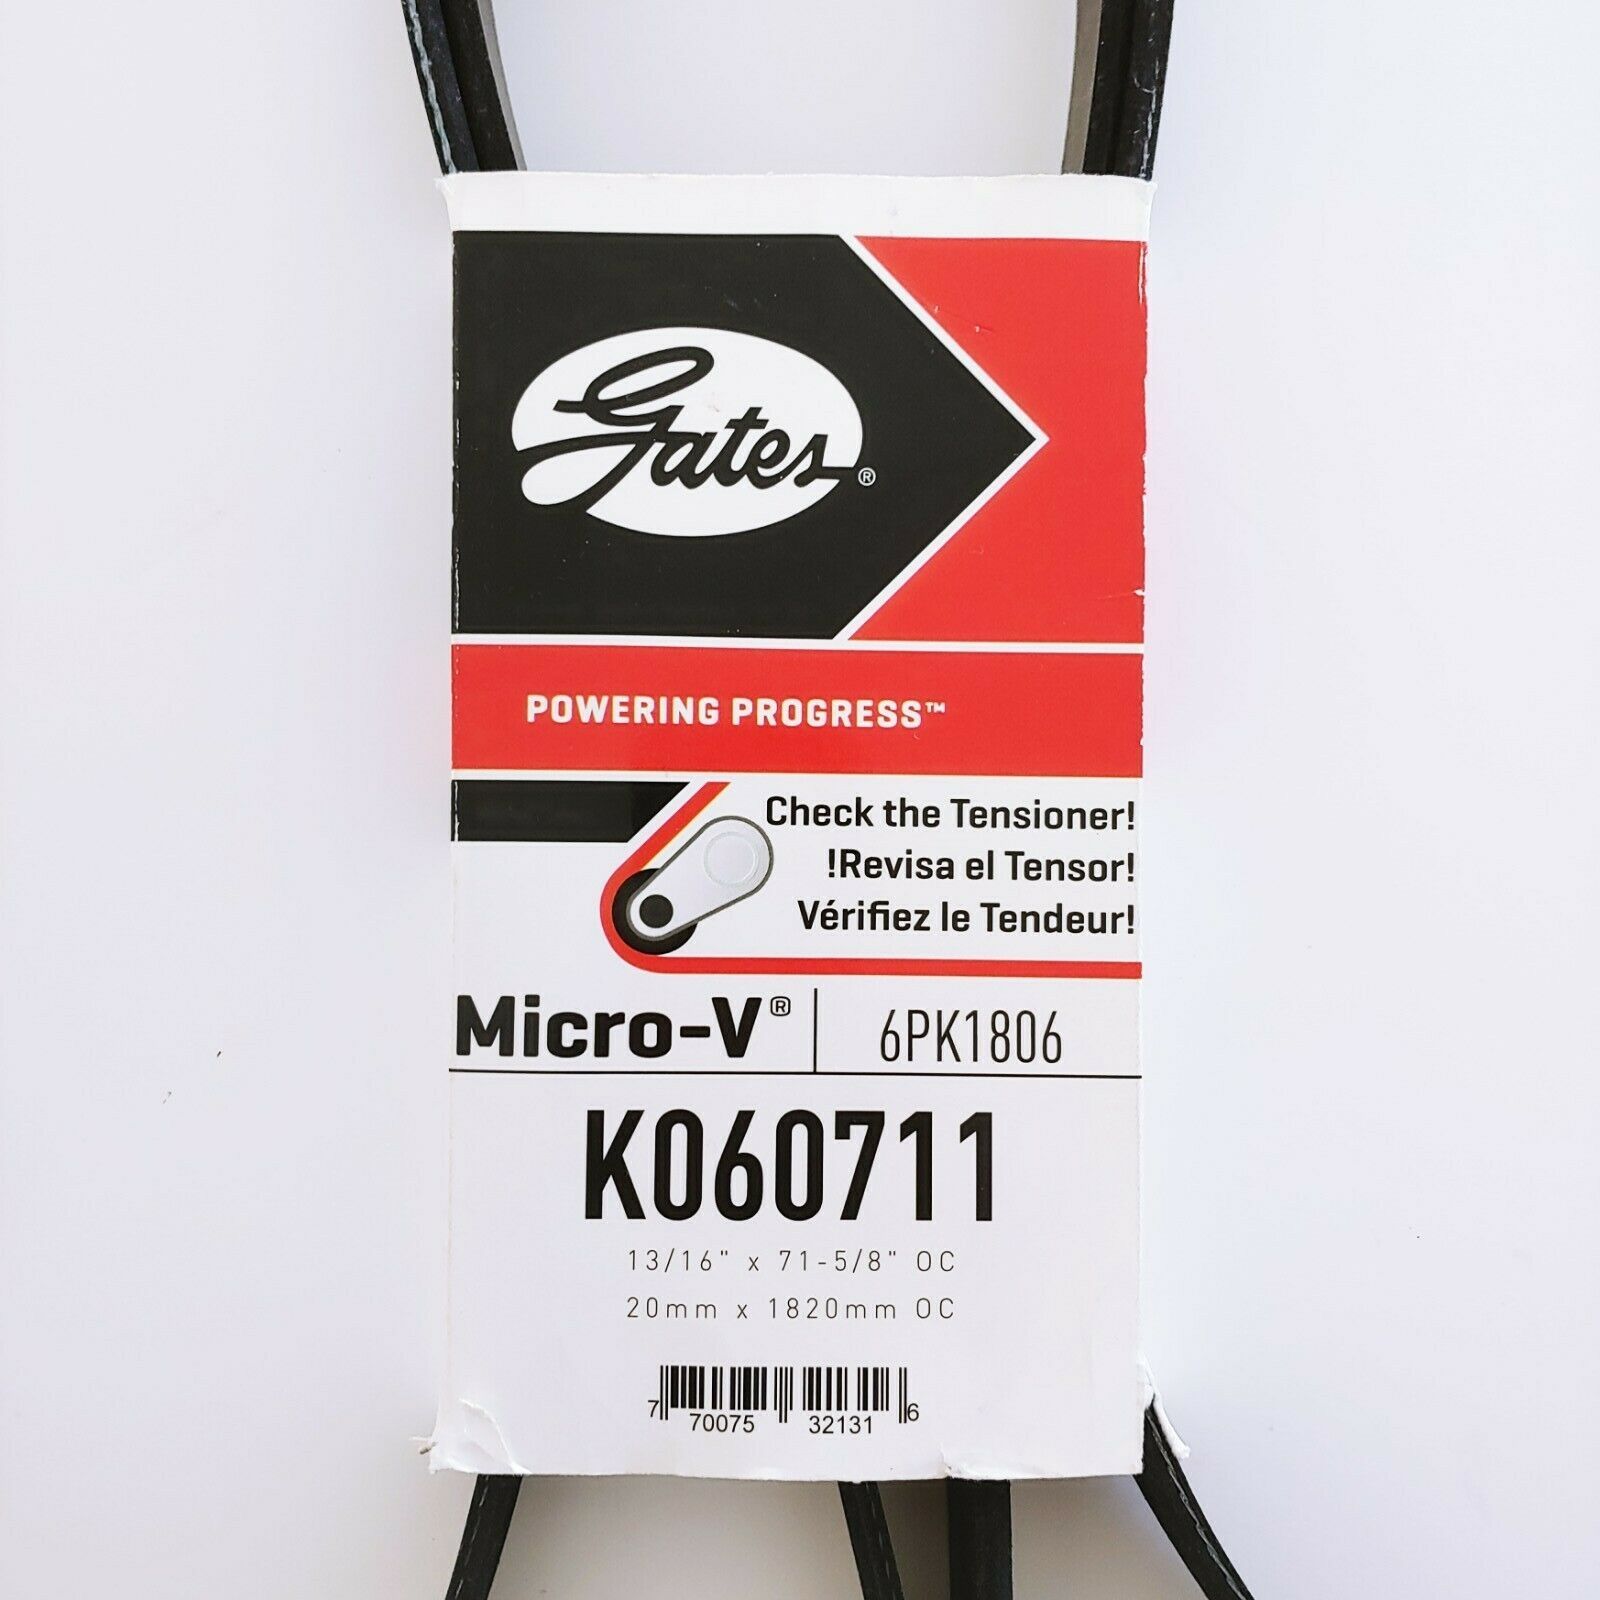 Gates®
POWERING PROGRESS™
Check the Tensioner!
!Revisa el Tensor!
Vérifiez le Tendeur!
Micro-V® 6PK1806
K060711
13/16" x 71-5/8" OC
20mm x 1820mm OC
7 70075 32131 6